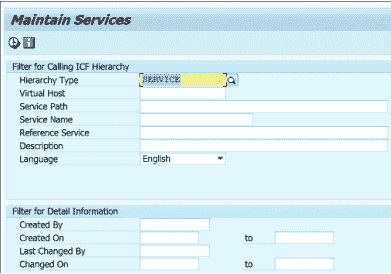 Maintain Services
Filter for Calling ICF Hierarchy
Hierarchy Type SERVICE
Virtual Host
Service Path
Service Name
Reference Service
Description
Language English
Filter for Detail Information
Created By
Created On to
Last Changed By
Changed On to